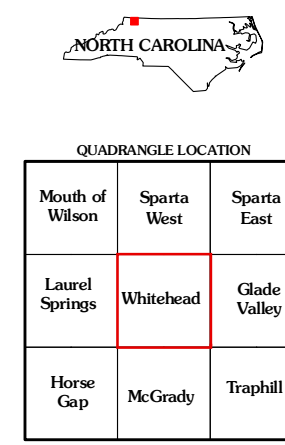 NORTH CAROLINA
QUADRANGLE LOCATION
Mouth of
Wilson
Sparta
West
Sparta
East
Laurel
Springs
Whitehead
Glade
Valley
Horse
Gap
McGrady
Traphill